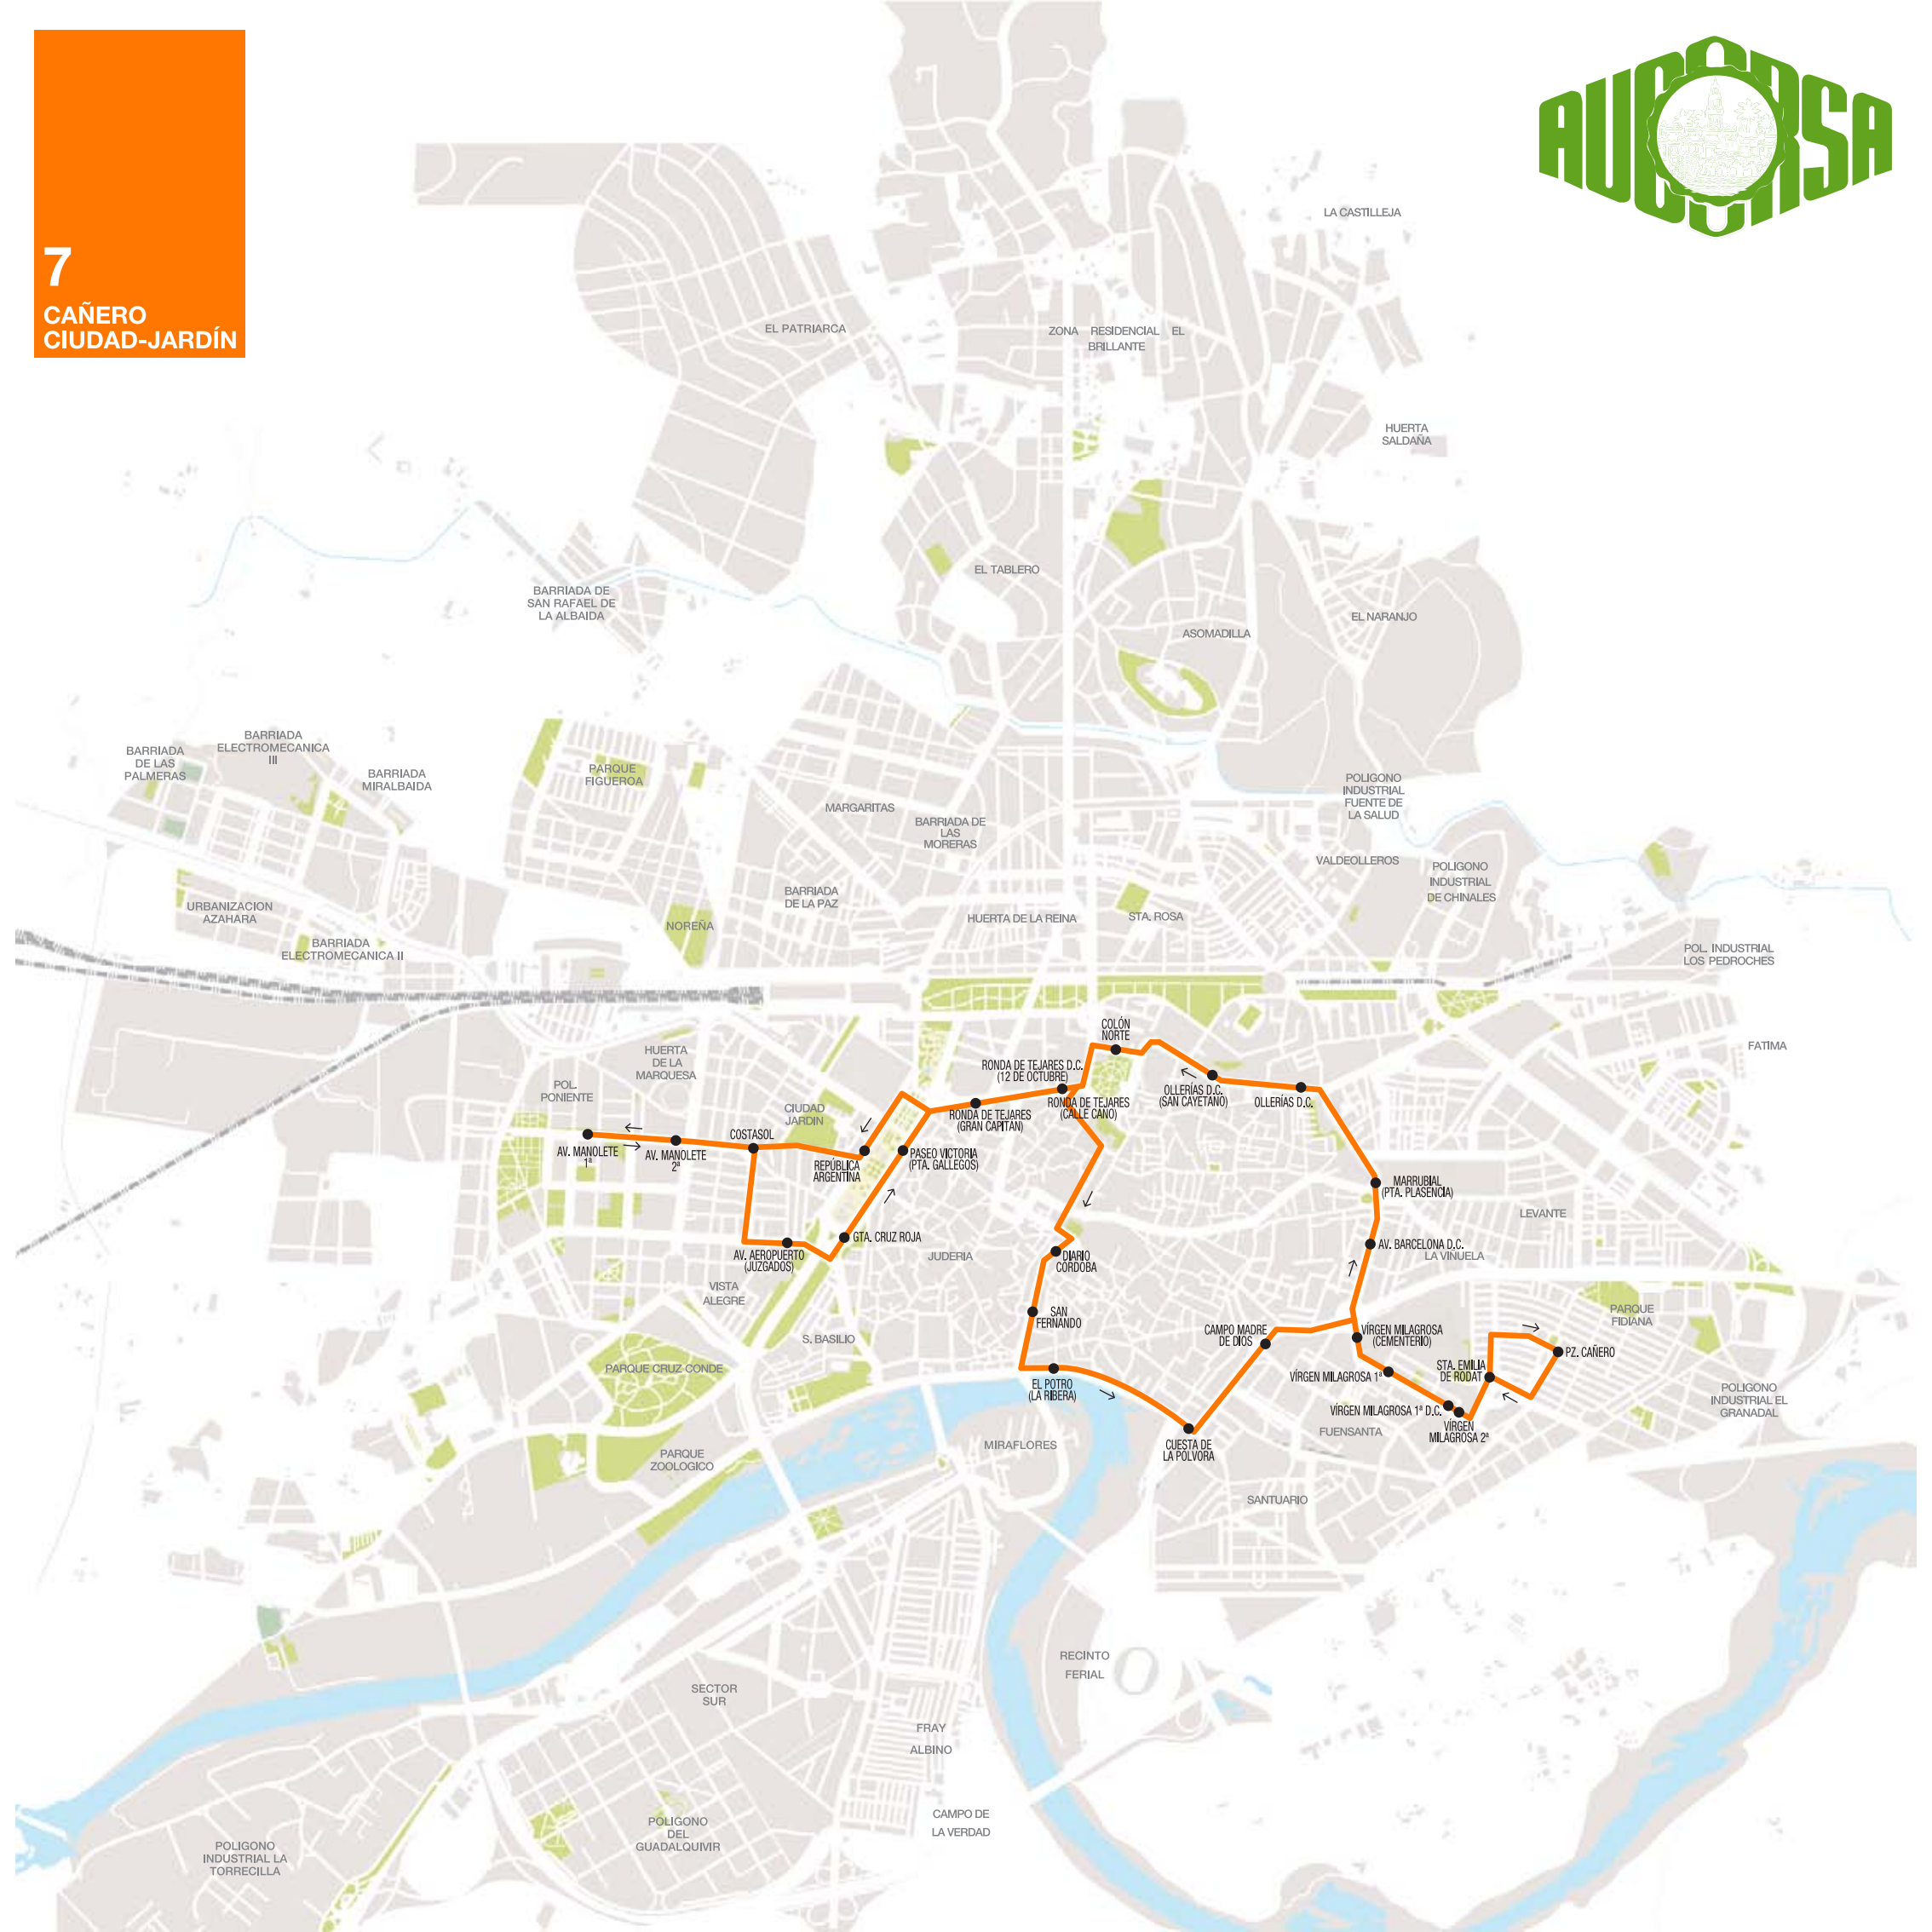 7
CAÑERO
CIUDAD-JARDÍN
AUCORSA
LA CASTILLEJA
EL PATRIARCA
ZONA RESIDENCIAL EL
BRILLANTE
HUERTA
SALDAÑA
EL TABLERO
BARRIADA DE
SAN RAFAEL DE
LA ALBAIDA
EL NARANJO
ASOMADILLA
BARRIADA
DE LAS
PALMERAS
BARRIADA
ELECTROMECANICA
III
BARRIADA
MIRALBAIDA
PARQUE
FIGUEROA
MARGARITAS
BARRIADA DE
LAS
MORERAS
POLIGONO
INDUSTRIAL
FUENTE DE
LA SALUD
VALDEOLLEROS
POLIGONO
INDUSTRIAL
DE CHINALES
URBANIZACION
AZAHARA
BARRIADA
DE LA PAZ
NOREÑA
HUERTA DE LA REINA
STA. ROSA
BARRIADA
ELECTROMECANICA II
POL. INDUSTRIAL
LOS PEDROCHES
FATIMA
HUERTA
DE LA
MARQUESA
POL.
PONIENTE
CIUDAD
JARDIN
COLÓN
NORTE
RONDA DE TEJARES D.C.
(12 DE OCTUBRE)
RONDA DE TEJARES
(CALLE CAÑO)
RONDA DE TEJARES
(GRAN CAPITÁN)
OLLERÍAS D.C.
(SAN CAYETANO)
OLLERÍAS D.C.
AV. MANOLETE
1ª
AV. MANOLETE
2ª
COSTASOL
REPÚBLICA
ARGENTINA
PASEO VICTORIA
(PTA. GALLEGOS)
MARRUBIAL
(PTA. PLASENCIA)
LEVANTE
GTA. CRUZ ROJA
AV. AEROPUERTO
(JUZGADOS)
JUDERIA
DIARIO
CÓRDOBA
AV. BARCELONA D.C.
LA VIÑUELA
VISTA
ALEGRE
S. BASILIO
SAN
FERNANDO
PARQUE
FIDIANA
CAMPO MADRE
DE DIOS
VÍRGEN MILAGROSA
(CEMENTERIO)
PZ. CAÑERO
STA. EMILIA
DE RODAT
VÍRGEN MILAGROSA 1ª
VÍRGEN MILAGROSA 1ª D.C.
VÍRGEN
MILAGROSA 2ª
PARQUE CRUZ CONDE
EL POTRO
(LA RIBERA)
POLIGONO
INDUSTRIAL EL
GRANADAL
FUENSANTA
MIRAFLORES
CUESTA DE
LA PÓLVORA
PARQUE
ZOOLOGICO
SANTUARIO
RECINTO
FERIAL
SECTOR
SUR
FRAY
ALBINO
CAMPO DE
LA VERDAD
POLIGONO
DEL
GUADALQUIVIR
POLIGONO
INDUSTRIAL LA
TORRECILLA